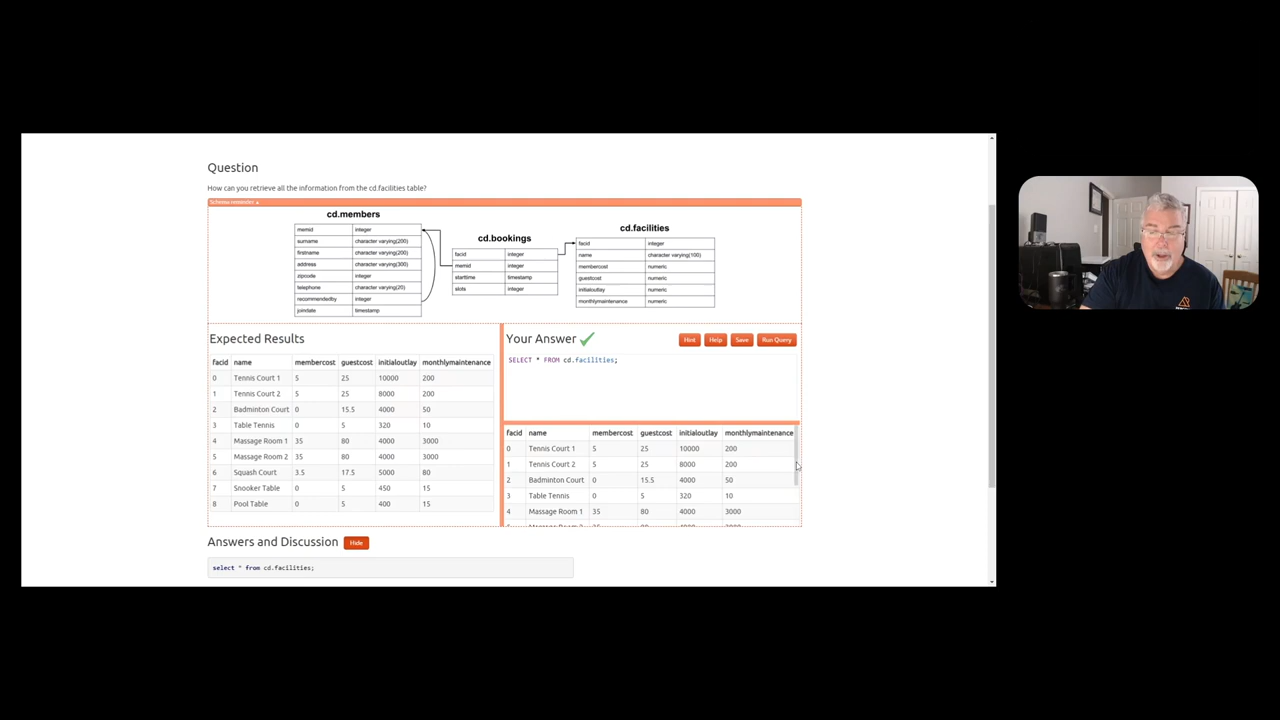 Question
How can you retrieve all the information from the cd.facilities table?
Schema reminder ▲
cd.members
memid integer
surname character varying(200)
firstname character varying(200)
address character varying(300)
zipcode integer
telephone character varying(20)
recommendedby integer
joindate timestamp
cd.bookings
facid integer
memid integer
starttime timestamp
slots integer
cd.facilities
facid integer
name character varying(100)
membercost numeric
guestcost numeric
initialoutlay numeric
monthlymaintenance numeric
Expected Results
facid name membercost guestcost initialoutlay monthlymaintenance
0 Tennis Court 1 5 25 10000 200
1 Tennis Court 2 5 25 8000 200
2 Badminton Court 0 15.5 4000 50
3 Table Tennis 0 5 320 10
4 Massage Room 1 35 80 4000 3000
5 Massage Room 2 35 80 4000 3000
6 Squash Court 3.5 17.5 5000 80
7 Snooker Table 0 5 450 15
8 Pool Table 0 5 400 15
Your Answer
Hint Help Save Run Query
SELECT * FROM cd.facilities;
facid name membercost guestcost initialoutlay monthlymaintenance
0 Tennis Court 1 5 25 10000 200
1 Tennis Court 2 5 25 8000 200
2 Badminton Court 0 15.5 4000 50
3 Table Tennis 0 5 320 10
4 Massage Room 1 35 80 4000 3000
Answers and Discussion Hide
select * from cd.facilities;